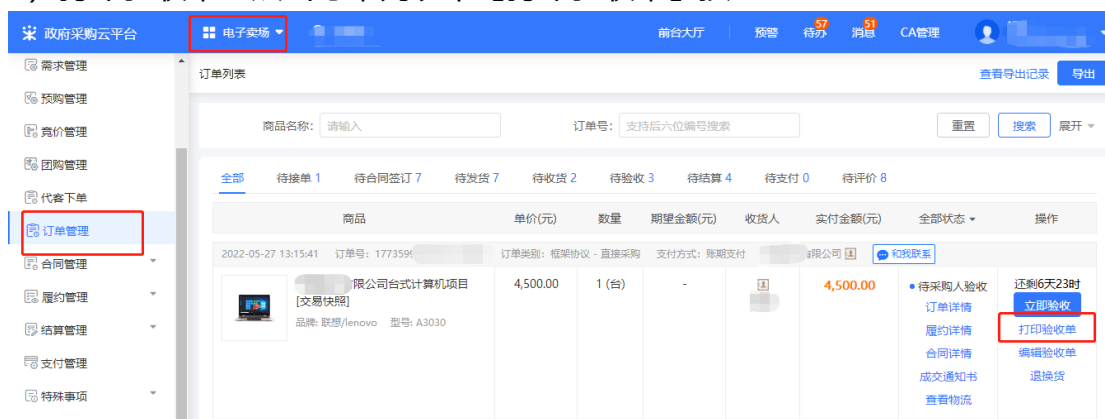 政府采购云平台 电子卖场 前台大厅 预警 待办 57 消息 51 CA管理
需求管理
预购管理
竞价管理
团购管理
代客下单
订单管理
合同管理
履约管理
结算管理
支付管理
特殊事项
订单列表 查看导出记录 导出
商品名称: 请输入 订单号: 支持后六位编号搜索 重置 搜索 展开
全部 待接单 1 待合同签订 7 待发货 7 待收货 2 待验收 3 待结算 4 待支付 0 待评价 8
商品 单价(元) 数量 期望金额(元) 收货人 实付金额(元) 全部状态 操作
2022-05-27 13:15:41 订单号: 177359 订单类别: 框架协议 - 直接采购 支付方式: 账期支付 有限公司 和我联系
限公司台式计算机项目 4,500.00 1 (台) - 4,500.00 待采购人验收 还剩6天23时
[交易快照] 订单详情 立即验收
品牌: 联想/lenovo 型号: A3030 履约详情 打印验收单
合同详情 编辑验收单
成交通知书 退换货
查看物流